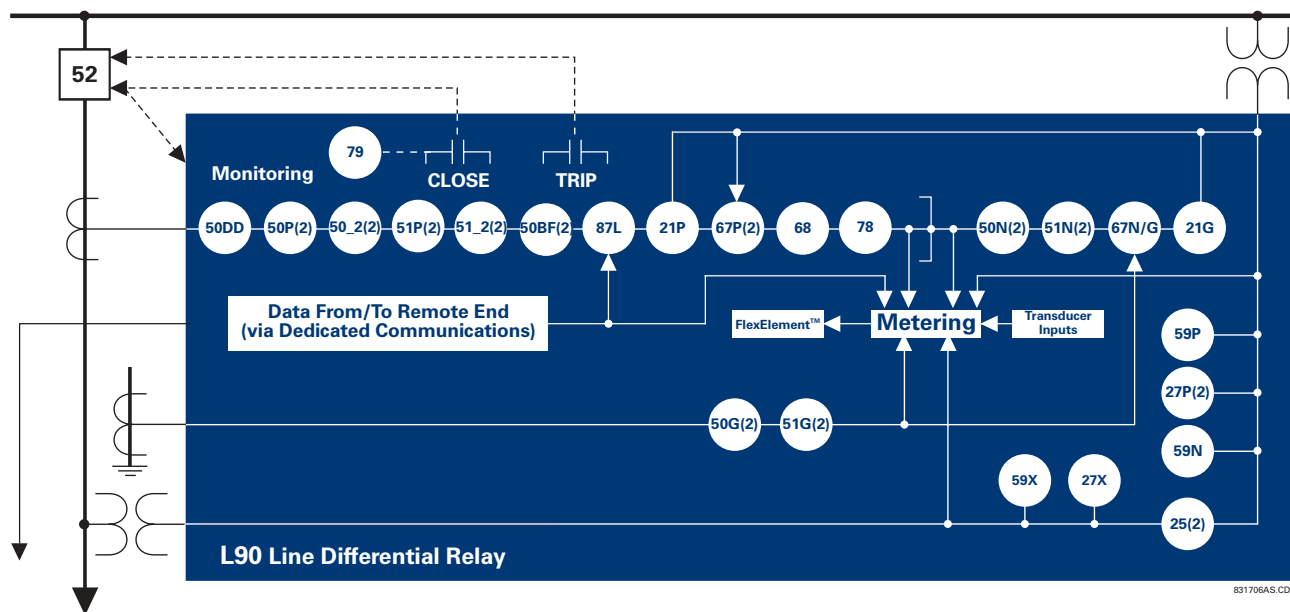 52
79
Monitoring
CLOSE
TRIP
50DD
50P(2)
50_2(2)
51P(2)
51_2(2)
50BF(2)
87L
21P
67P(2)
68
78
50N(2)
51N(2)
67N/G
21G
Data From/To Remote End
(via Dedicated Communications)
FlexElement™
Metering
Transducer
Inputs
59P
27P(2)
50G(2)
51G(2)
59N
59X
27X
25(2)
L90 Line Differential Relay
831706AS.CD